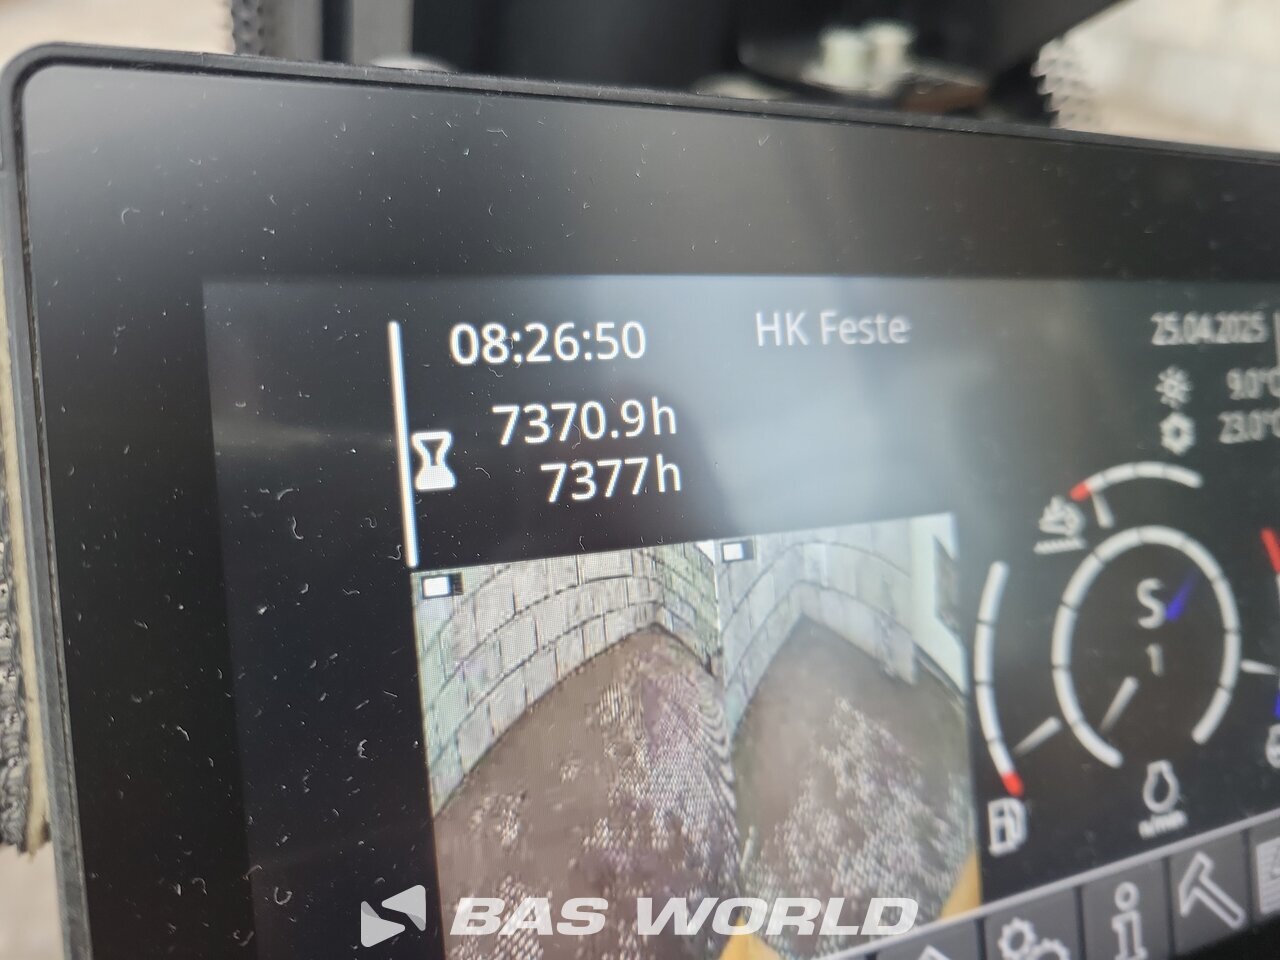 08:26:50
HK Feste
25.04.2025
7370.9h
9.0°C
7377h
23.0°C
S
1
BAS WORLD